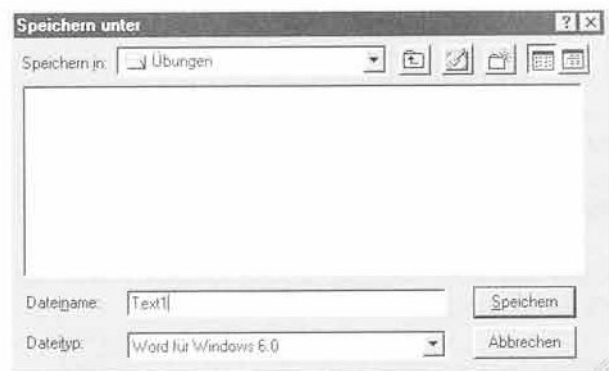 Speichern unter
Speichern in: Übungen
Dateiname: Text1 Speichern
Dateityp: Word für Windows 6.0 Abbrechen